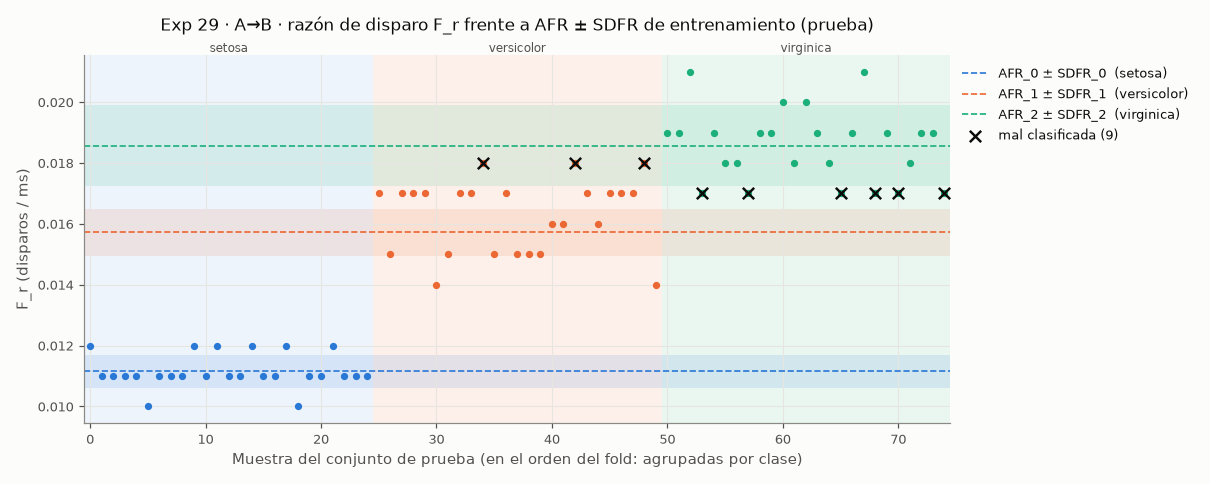 Exp 29 · A→B · razón de disparo F_r frente a AFR ± SDFR de entrenamiento (prueba)
setosa
versicolor
virginica
AFR_0 ± SDFR_0 (setosa)
AFR_1 ± SDFR_1 (versicolor)
AFR_2 ± SDFR_2 (virginica)
mal clasificada (9)
F_r (disparos / ms)
0.020
0.018
0.016
0.014
0.012
0.010
0 10 20 30 40 50 60 70
Muestra del conjunto de prueba (en el orden del fold: agrupadas por clase)